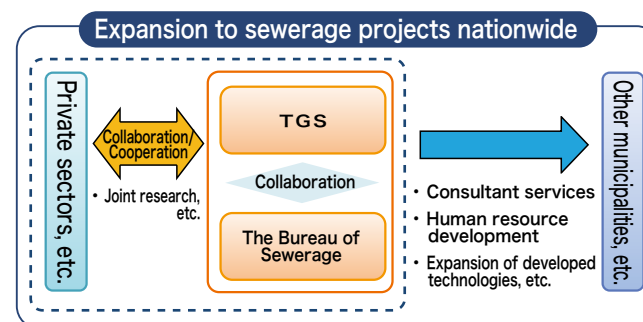 Expansion to sewerage projects nationwide
Private sectors, etc.
Collaboration/
Cooperation
・Joint research,
etc.
TGS
Collaboration
The Bureau of
Sewerage
・Consultant services
・Human resource
development
・Expansion of developed
technologies, etc.
Other municipalities, etc.